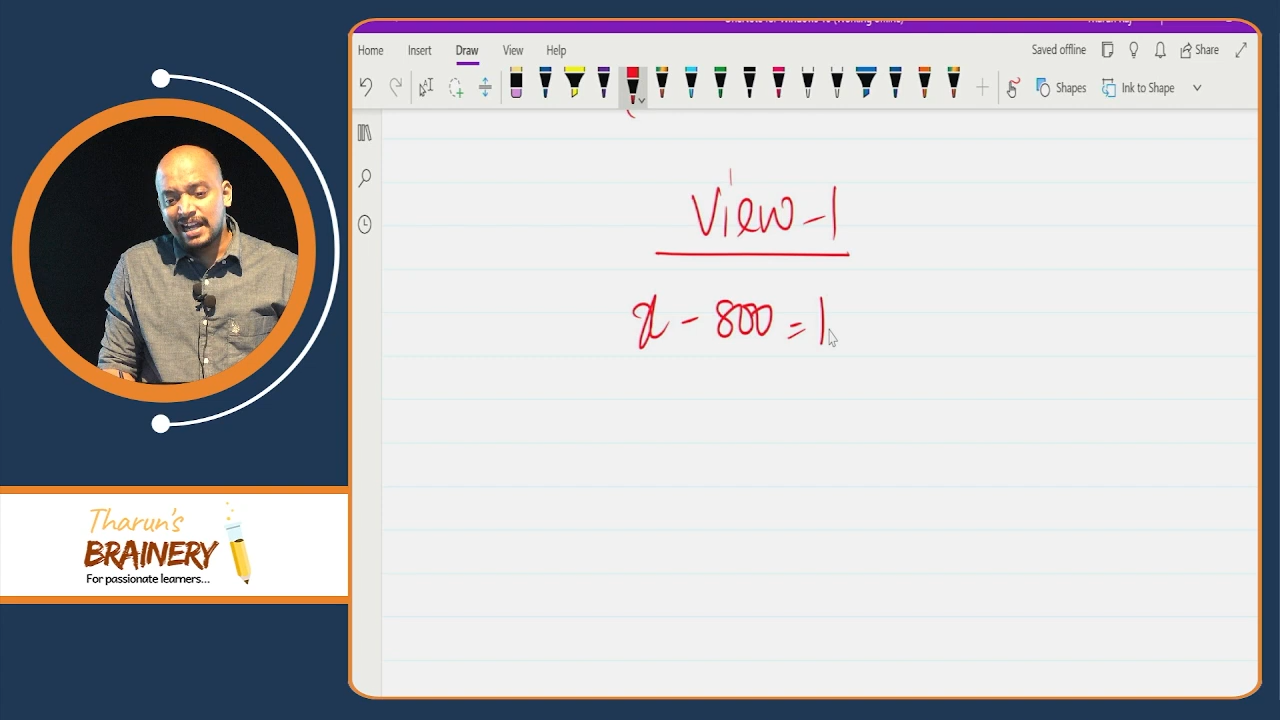 Home Insert Draw View Help Saved offline Share
Shapes Ink to Shape
View-1
x - 800 = 1
Tharun's
BRAINERY
For passionate learners...